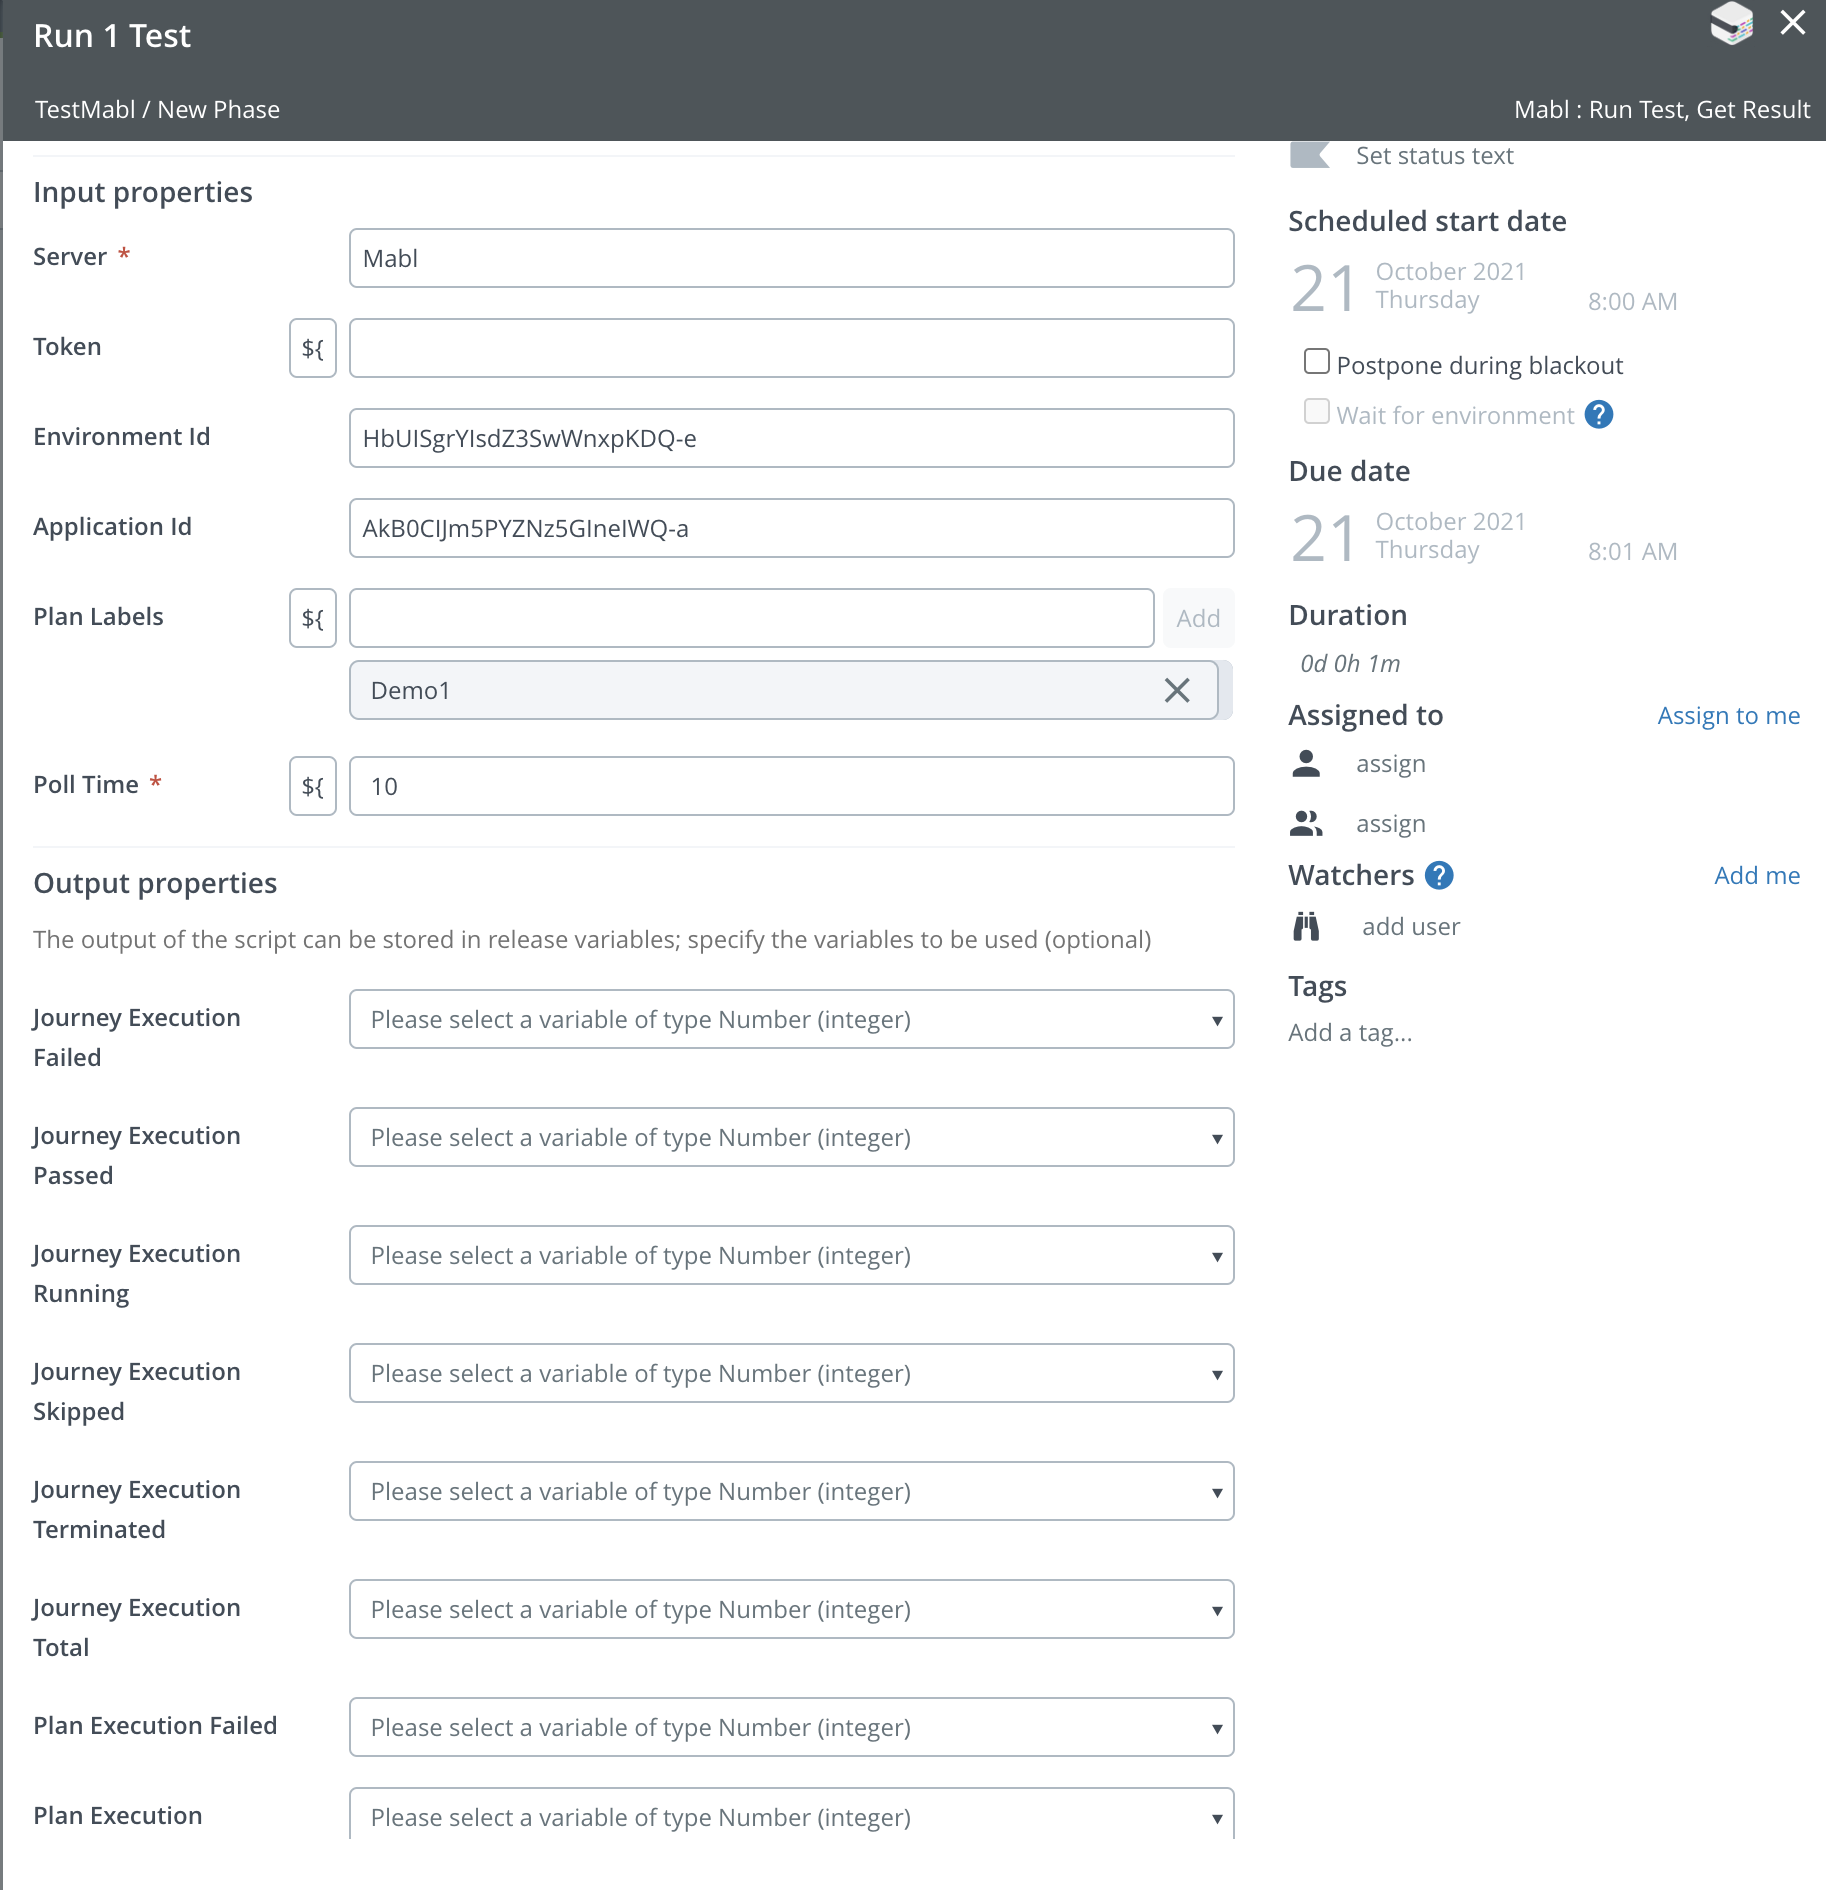 Run 1 Test
TestMabl / New Phase
Mabl : Run Test, Get Result
Input properties
Server *
Mabl
Token
${
Environment Id
HbUISgrYIsdZ3SwWnxpKDQ-e
Application Id
AkB0CIJm5PYZNz5GIneIWQ-a
Plan Labels
${
Add
Demo1
Poll Time *
${
10
Output properties
The output of the script can be stored in release variables; specify the variables to be used (optional)
Journey Execution
Failed
Please select a variable of type Number (integer)
Journey Execution
Passed
Please select a variable of type Number (integer)
Journey Execution
Running
Please select a variable of type Number (integer)
Journey Execution
Skipped
Please select a variable of type Number (integer)
Journey Execution
Terminated
Please select a variable of type Number (integer)
Journey Execution
Total
Please select a variable of type Number (integer)
Plan Execution Failed
Please select a variable of type Number (integer)
Plan Execution
Please select a variable of type Number (integer)
Set status text
Scheduled start date
21
October 2021
Thursday
8:00 AM
Postpone during blackout
Wait for environment ?
Due date
21
October 2021
Thursday
8:01 AM
Duration
0d 0h 1m
Assigned to
Assign to me
assign
assign
Watchers ?
Add me
add user
Tags
Add a tag...